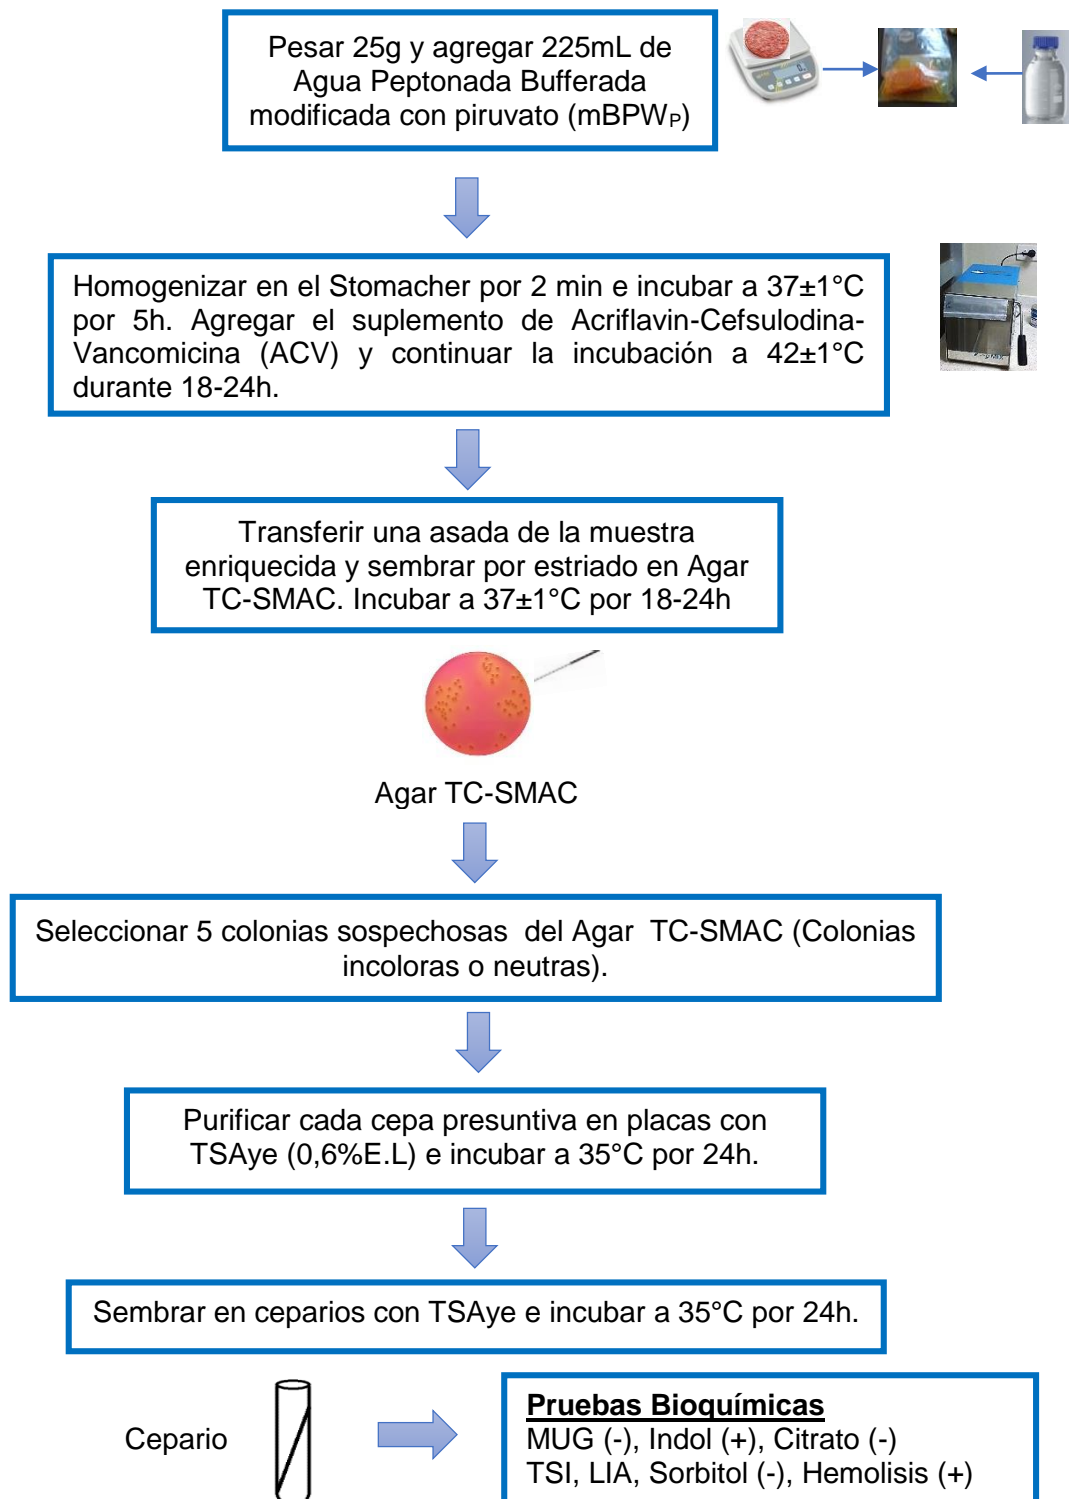 Pesar 25g y agregar 225mL de
Agua Peptonada Bufferada
modificada con piruvato (mBPWP)
Homogenizar en el Stomacher por 2 min e incubar a 37±1°C
por 5h. Agregar el suplemento de Acriflavin-Cefsulodina-
Vancomicina (ACV) y continuar la incubación a 42±1°C
durante 18-24h.
Transferir una asada de la muestra
enriquecida y sembrar por estriado en Agar
TC-SMAC. Incubar a 37±1°C por 18-24h
Agar TC-SMAC
Seleccionar 5 colonias sospechosas del Agar TC-SMAC (Colonias
incoloras o neutras).
Purificar cada cepa presuntiva en placas con
TSAye (0,6%E.L) e incubar a 35°C por 24h.
Sembrar en ceparios con TSAye e incubar a 35°C por 24h.
Cepario
Pruebas Bioquímicas
MUG (-), Indol (+), Citrato (-)
TSI, LIA, Sorbitol (-), Hemolisis (+)